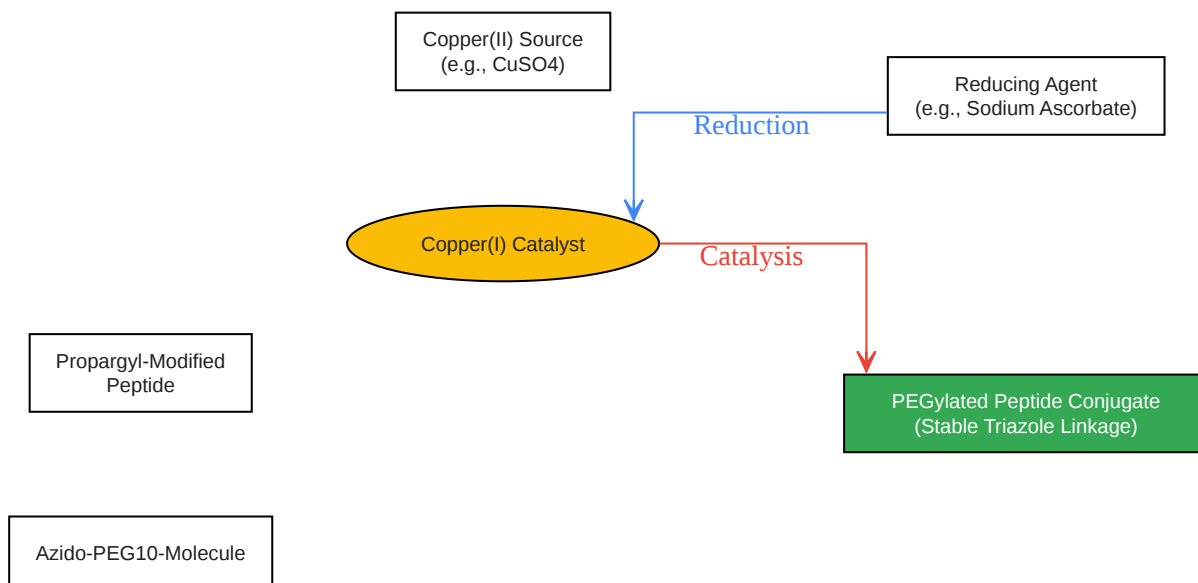 Copper(II) Source
(e.g., CuSO4)
Reducing Agent
(e.g., Sodium Ascorbate)
Reduction
Copper(I) Catalyst
Catalysis
Propargyl-Modified
Peptide
PEGylated Peptide Conjugate
(Stable Triazole Linkage)
Azido-PEG10-Molecule